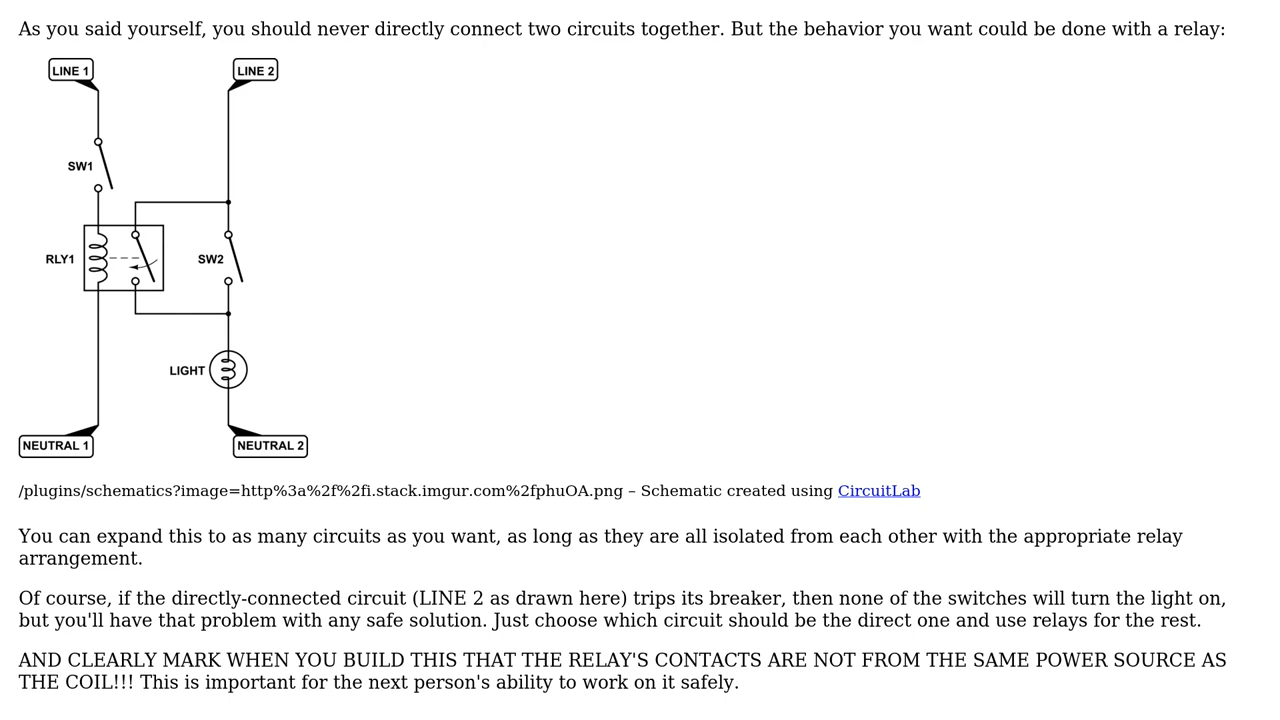 As you said yourself, you should never directly connect two circuits together. But the behavior you want could be done with a relay:
LINE 1
LINE 2
SW1
RLY1
SW2
LIGHT
NEUTRAL 1
NEUTRAL 2
/plugins/schematics?image=http%3a%2f%2fi.stack.imgur.com%2fphuOA.png – Schematic created using CircuitLab
You can expand this to as many circuits as you want, as long as they are all isolated from each other with the appropriate relay
arrangement.
Of course, if the directly-connected circuit (LINE 2 as drawn here) trips its breaker, then none of the switches will turn the light on,
but you'll have that problem with any safe solution. Just choose which circuit should be the direct one and use relays for the rest.
AND CLEARLY MARK WHEN YOU BUILD THIS THAT THE RELAY'S CONTACTS ARE NOT FROM THE SAME POWER SOURCE AS
THE COIL!!! This is important for the next person's ability to work on it safely.